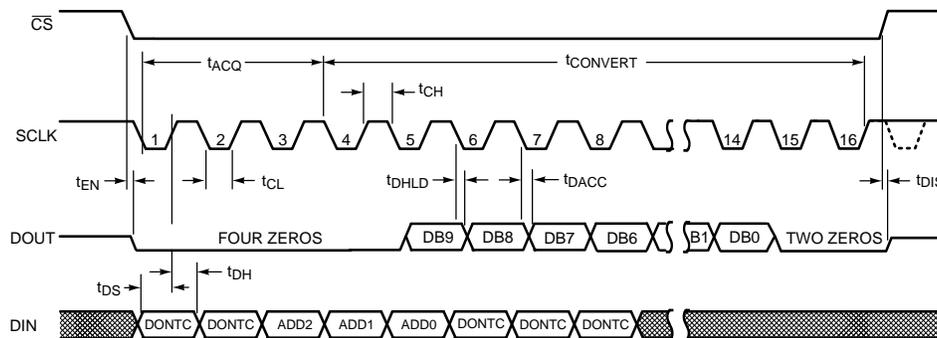 CS
tACQ
tCONVERT
tCH
SCLK
1 2 3 4 5 6 7 8 14 15 16
tEN
tCL
tDHLD
tDACC
tDIS
DOUT
FOUR ZEROS
DB9 DB8 DB7 DB6 B1 DB0
TWO ZEROS
tDS
tDH
DIN
DONTC DONTC ADD2 ADD1 ADD0 DONTC DONTC DONTC